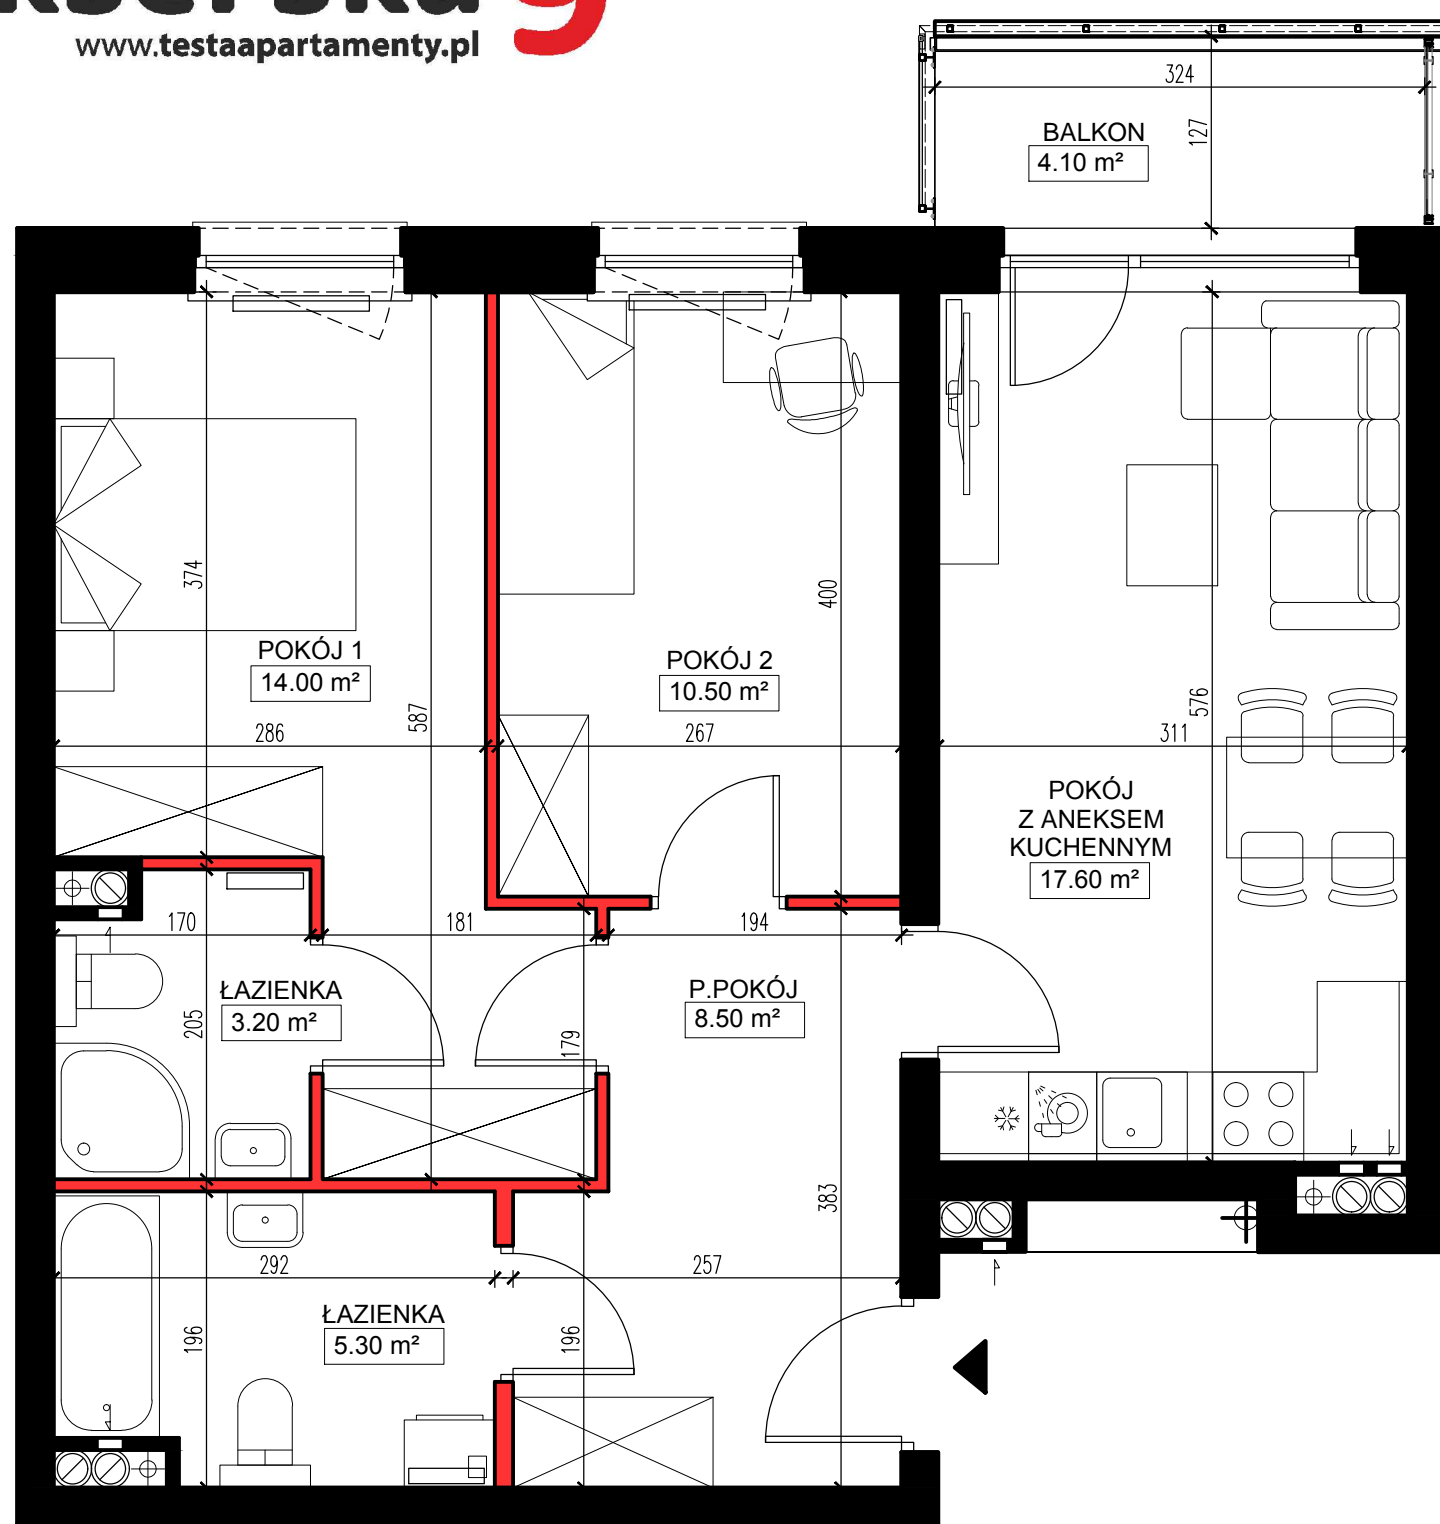 www.testaapartamenty.pl
324
127
BALKON
4.10 m²
374
587
400
576
POKÓJ 1
14.00 m²
POKÓJ 2
10.50 m²
286
267
311
POKÓJ
Z ANEKSEM
KUCHENNYM
17.60 m²
170
181
194
ŁAZIENKA
3.20 m²
P.POKÓJ
8.50 m²
205
179
383
292
257
ŁAZIENKA
5.30 m²
196
196